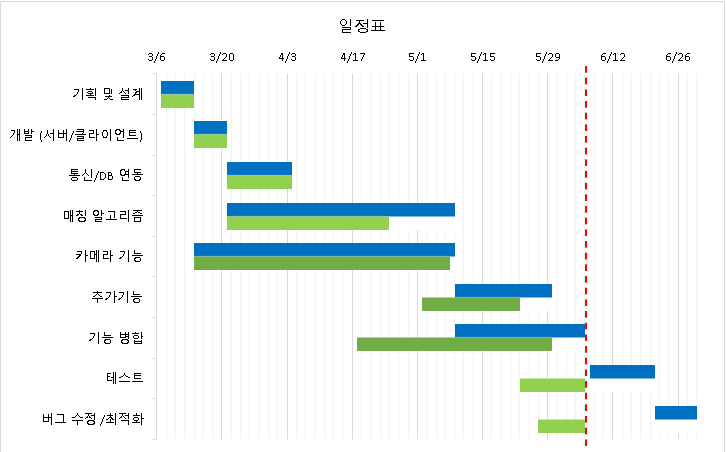 일정표
3/6 3/20 4/3 4/17 5/1 5/15 5/29 6/12 6/26
기획 및 설계
개발 (서버/클라이언트)
통신/DB 연동
매칭 알고리즘
카메라 기능
추가기능
기능 병합
테스트
버그 수정 /최적화